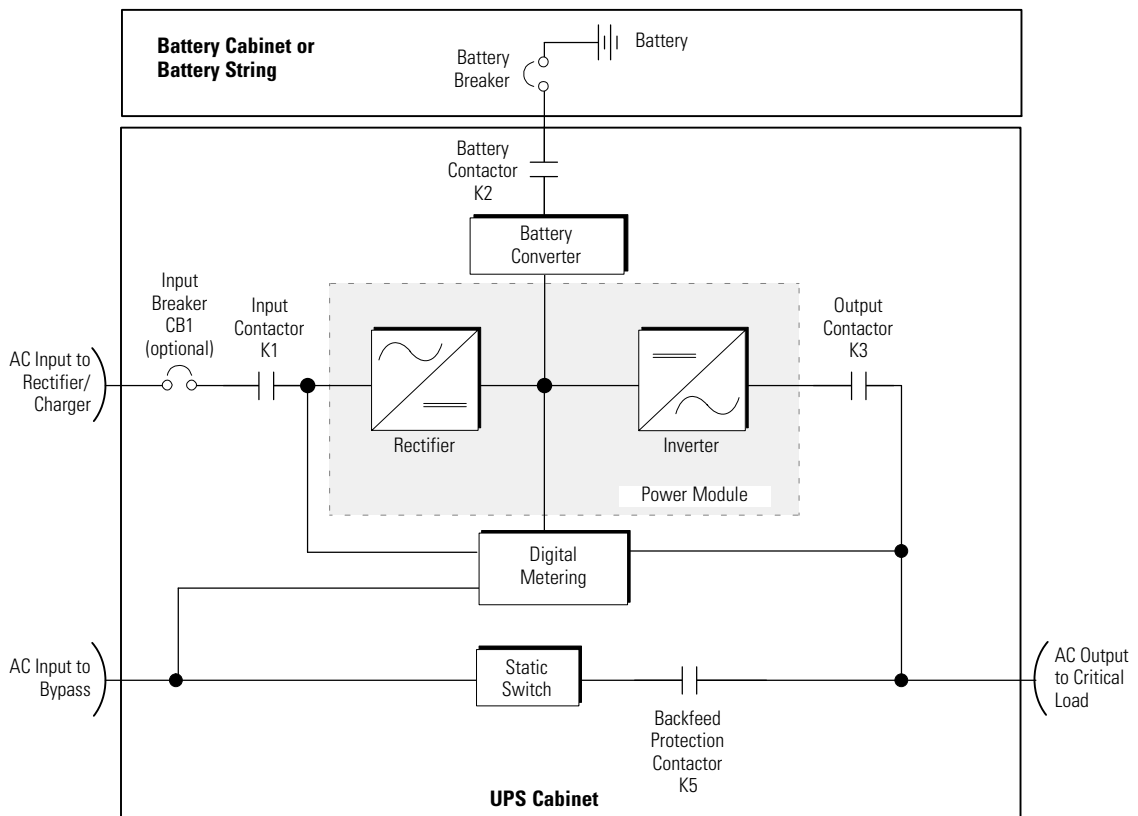 Battery Cabinet or
Battery String
Battery
Breaker
Battery
Battery
Contactor
K2
Battery
Converter
Input
Breaker
CB1
(optional)
Input
Contactor
K1
Output
Contactor
K3
AC Input to
Rectifier/
Charger
Rectifier
Inverter
Power Module
Digital
Metering
AC Input to
Bypass
Static
Switch
AC Output
to Critical
Load
Backfeed
Protection
Contactor
K5
UPS Cabinet